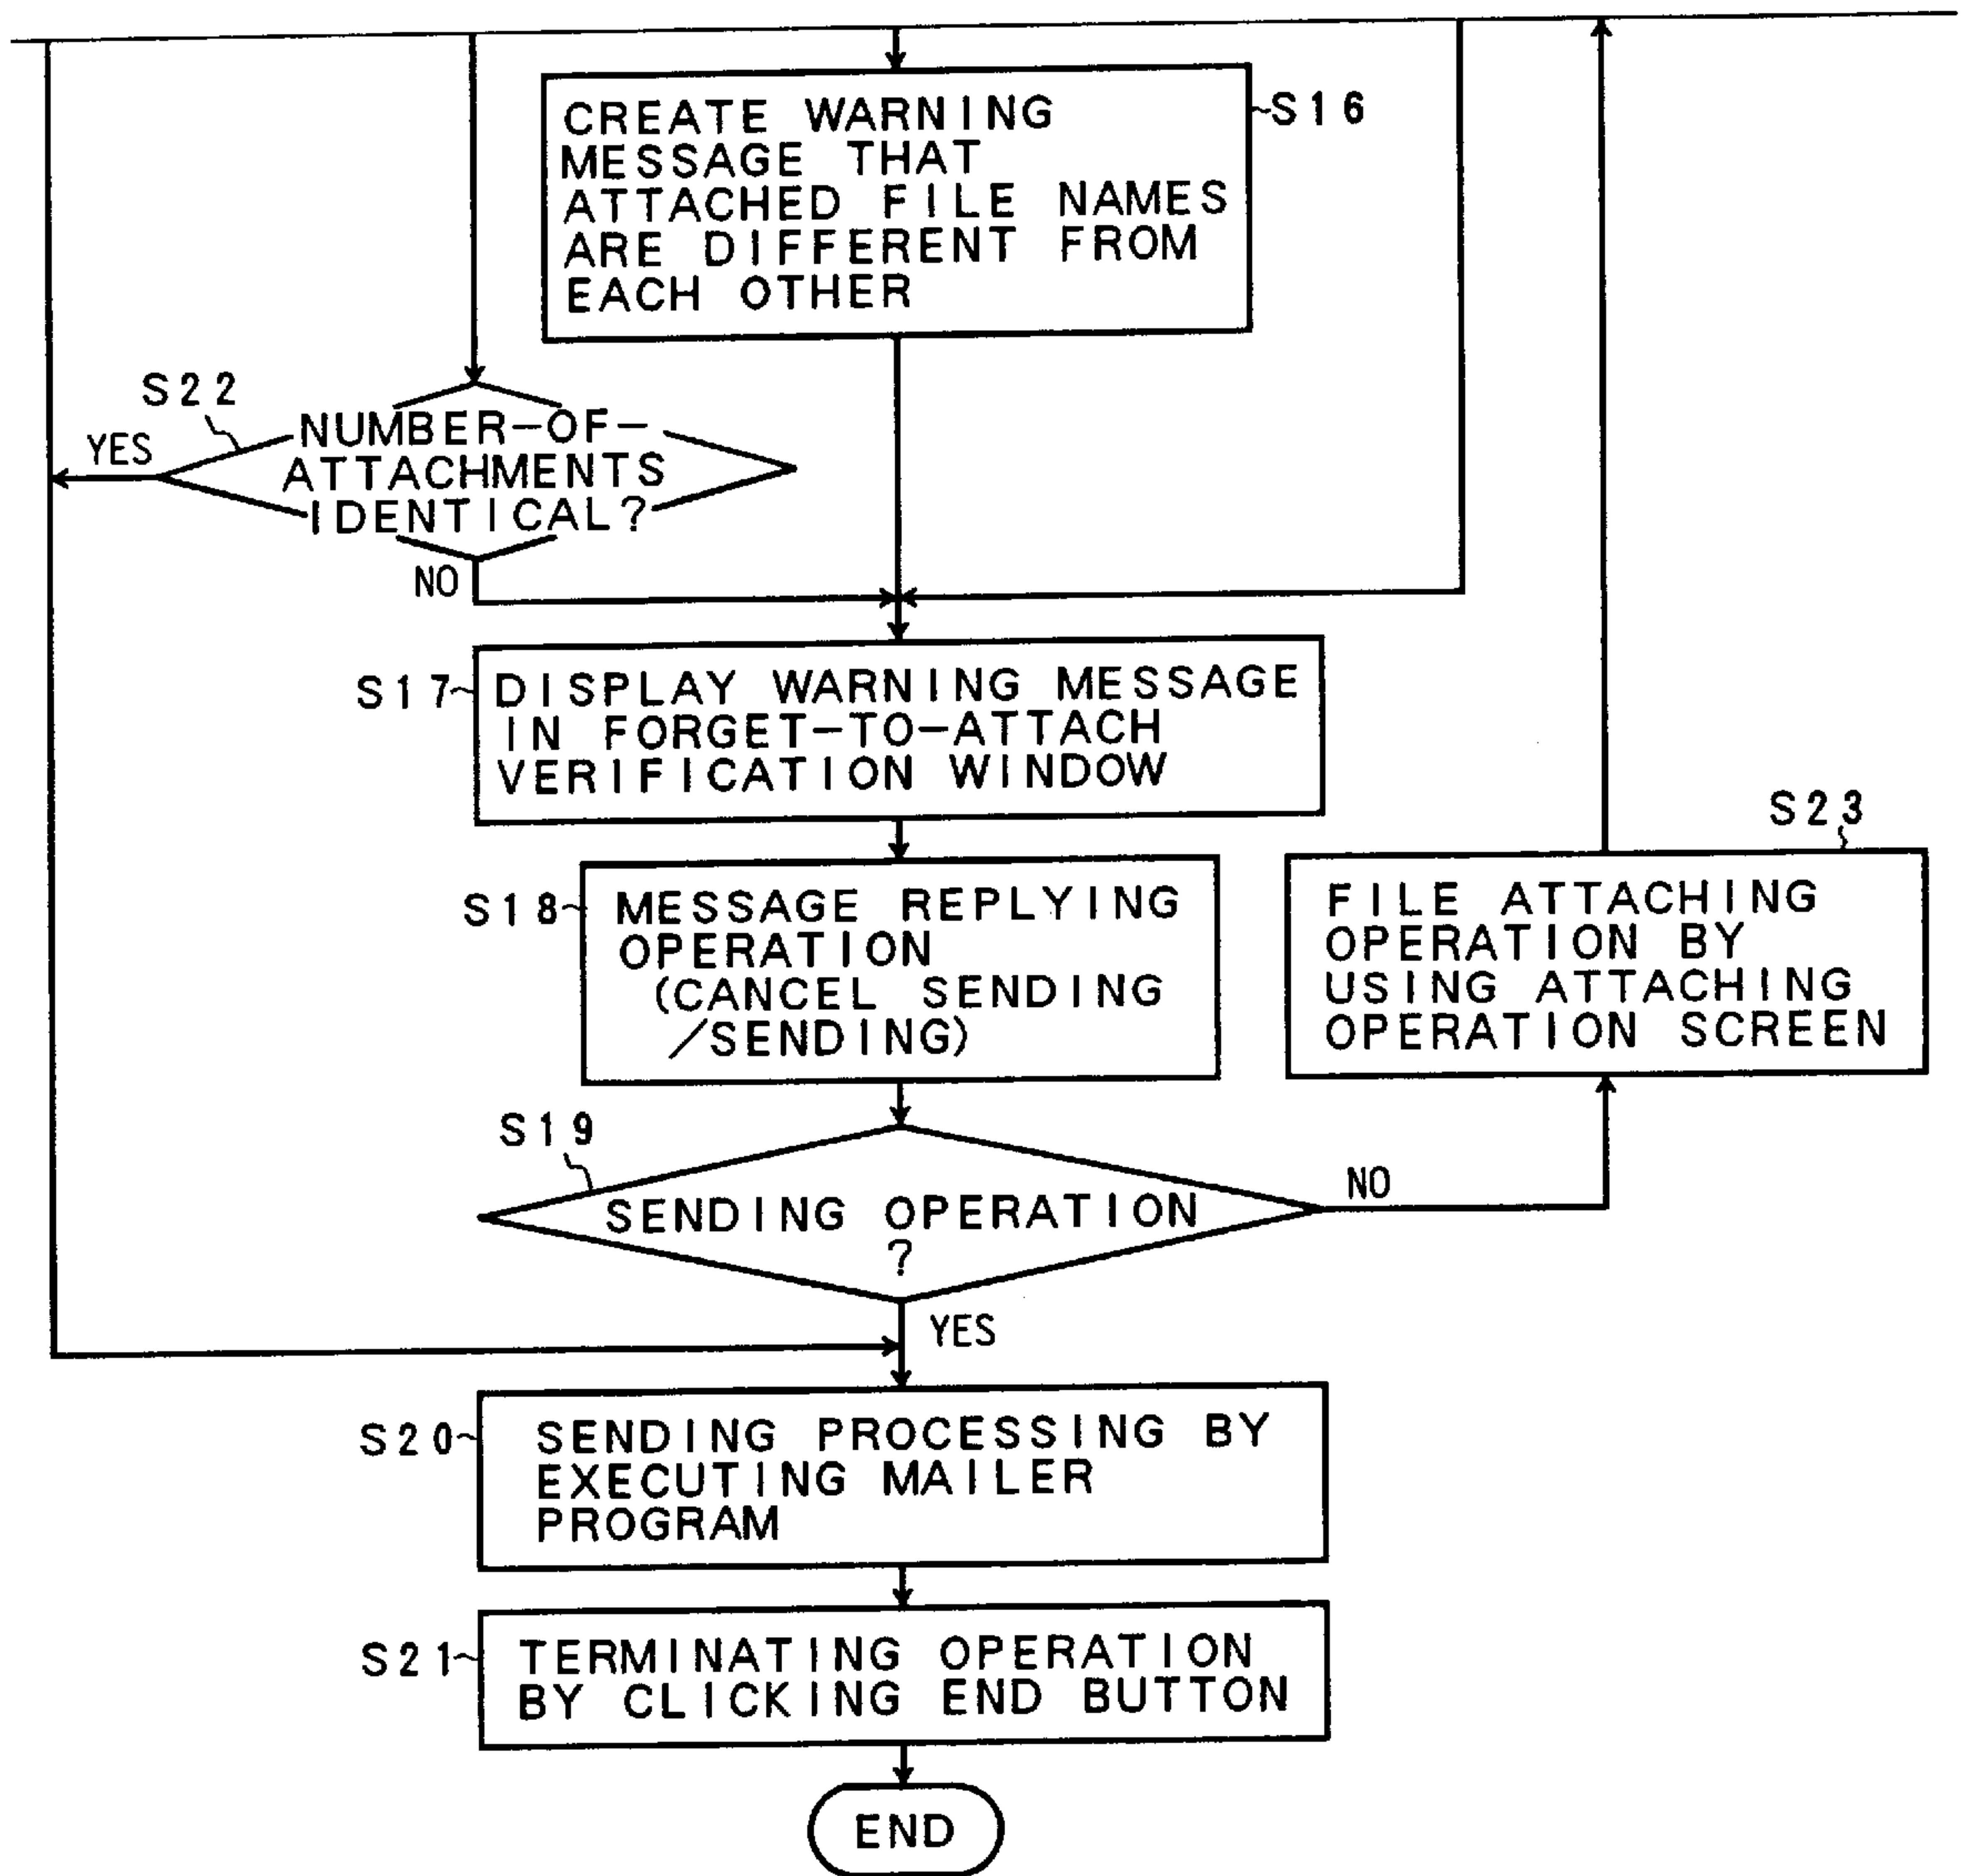 CREATE WARNING
MESSAGE THAT
ATTACHED FILE NAMES
ARE DIFFERENT FROM
EACH OTHER
S16
S22
YES
NUMBER-OF-
ATTACHMENTS
IDENTICAL?
NO
S17
DISPLAY WARNING MESSAGE
IN FORGET-TO-ATTACH
VERIFICATION WINDOW
S18
MESSAGE REPLYING
OPERATION
(CANCEL SENDING
/SENDING)
S23
FILE ATTACHING
OPERATION BY
USING ATTACHING
OPERATION SCREEN
S19
SENDING OPERATION
?
NO
YES
S20
SENDING PROCESSING BY
EXECUTING MAILER
PROGRAM
S21
TERMINATING OPERATION
BY CLICKING END BUTTON
END